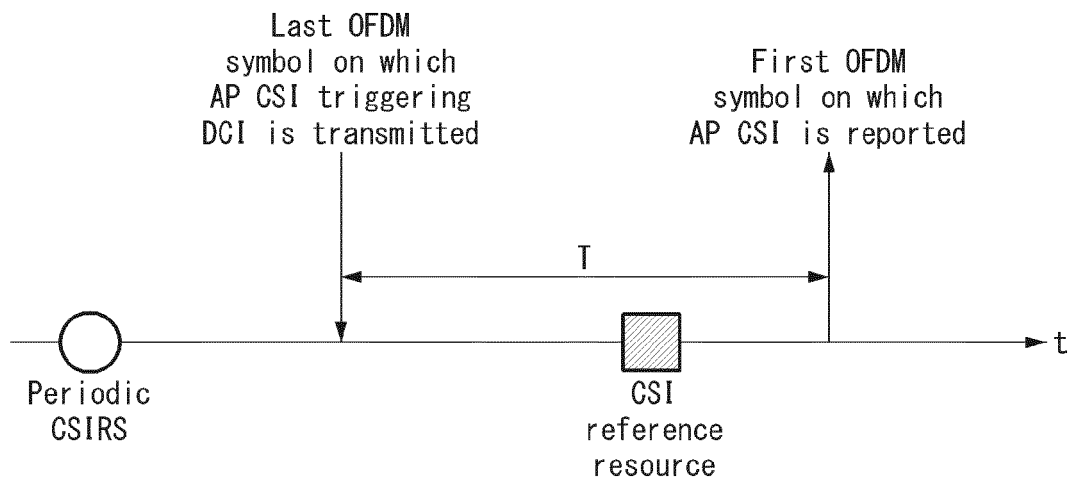 Last OFDM
symbol on which
AP CSI triggering
DCI is transmitted
First OFDM
symbol on which
AP CSI is reported
T
t
Periodic
CSIRS
CSI
reference
resource